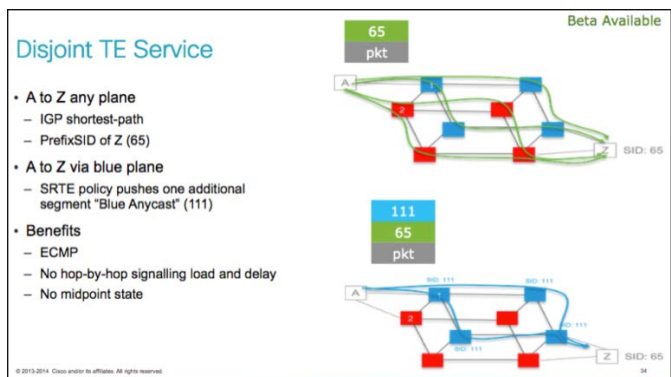 Beta Available
Disjoint TE Service
• A to Z any plane
– IGP shortest-path
– PrefixSID of Z (65)
• A to Z via blue plane
– SRTE policy pushes one additional
segment "Blue Anycast" (111)
• Benefits
– ECMP
– No hop-by-hop signalling load and delay
– No midpoint state
65
pkt
A
1
2
Z SID: 65
111
65
pkt
SID: 111
SID: 111
A
1
2
SID: 111
SID: 111
Z SID: 65
© 2013-2014 Cisco and/or its affiliates. All rights reserved.
34